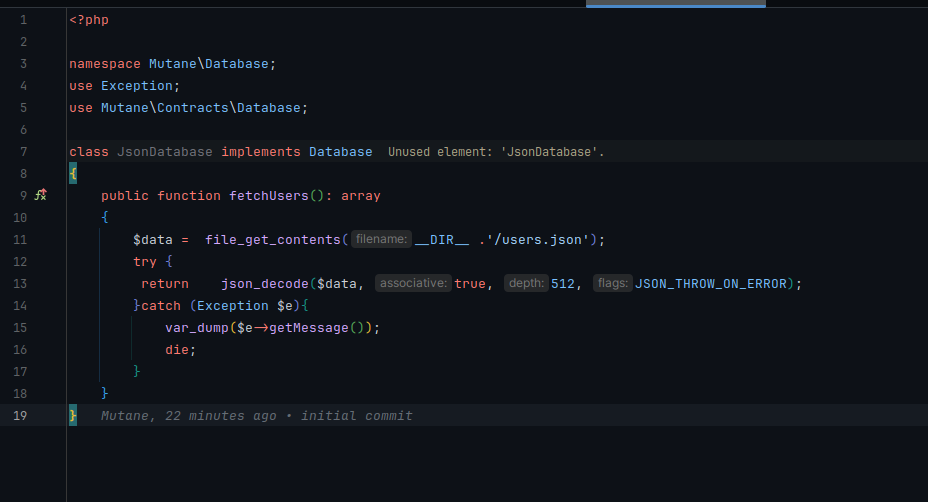 1 <?php
2
3 namespace Mutane\Database;
4 use Exception;
5 use Mutane\Contracts\Database;
6
7 class JsonDatabase implements Database Unused element: 'JsonDatabase'.
8 {
9 public function fetchUsers(): array
10 {
11 $data = file_get_contents( filename: __DIR__ .'/users.json');
12 try {
13 return json_decode($data, associative: true, depth: 512, flags: JSON_THROW_ON_ERROR);
14 }catch (Exception $e){
15 var_dump($e->getMessage());
16 die;
17 }
18 }
19 } Mutane, 22 minutes ago • initial commit